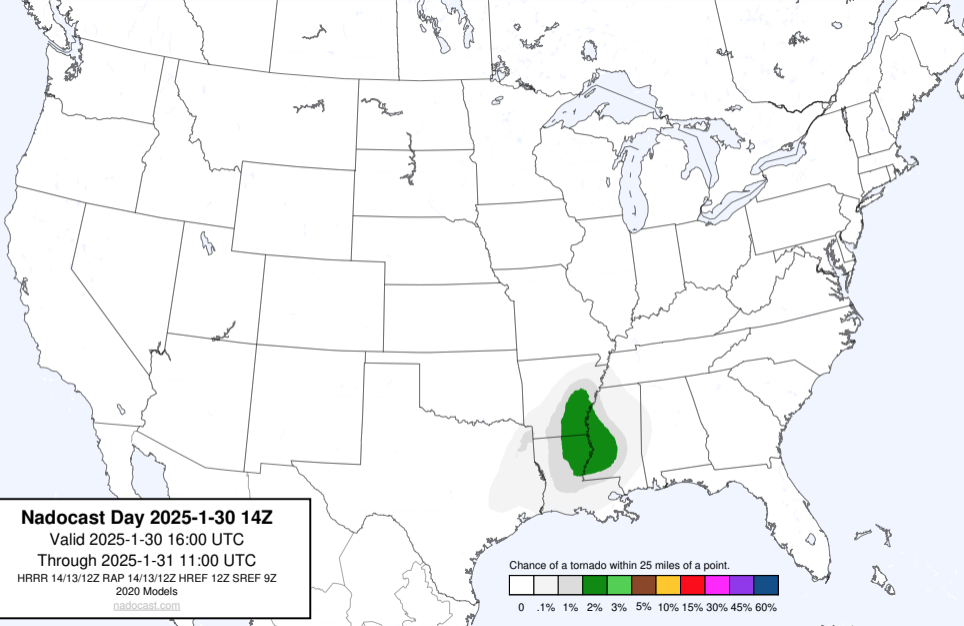 Nadocast Day 2025-1-30 14Z
Valid 2025-1-30 16:00 UTC
Through 2025-1-31 11:00 UTC
HRRR 14/13/12Z RAP 14/13/12Z HREF 12Z SREF 9Z
2020 Models
nadocast.com
Chance of a tornado within 25 miles of a point.
0 .1% 1% 2% 3% 5% 10% 15% 30% 45% 60%